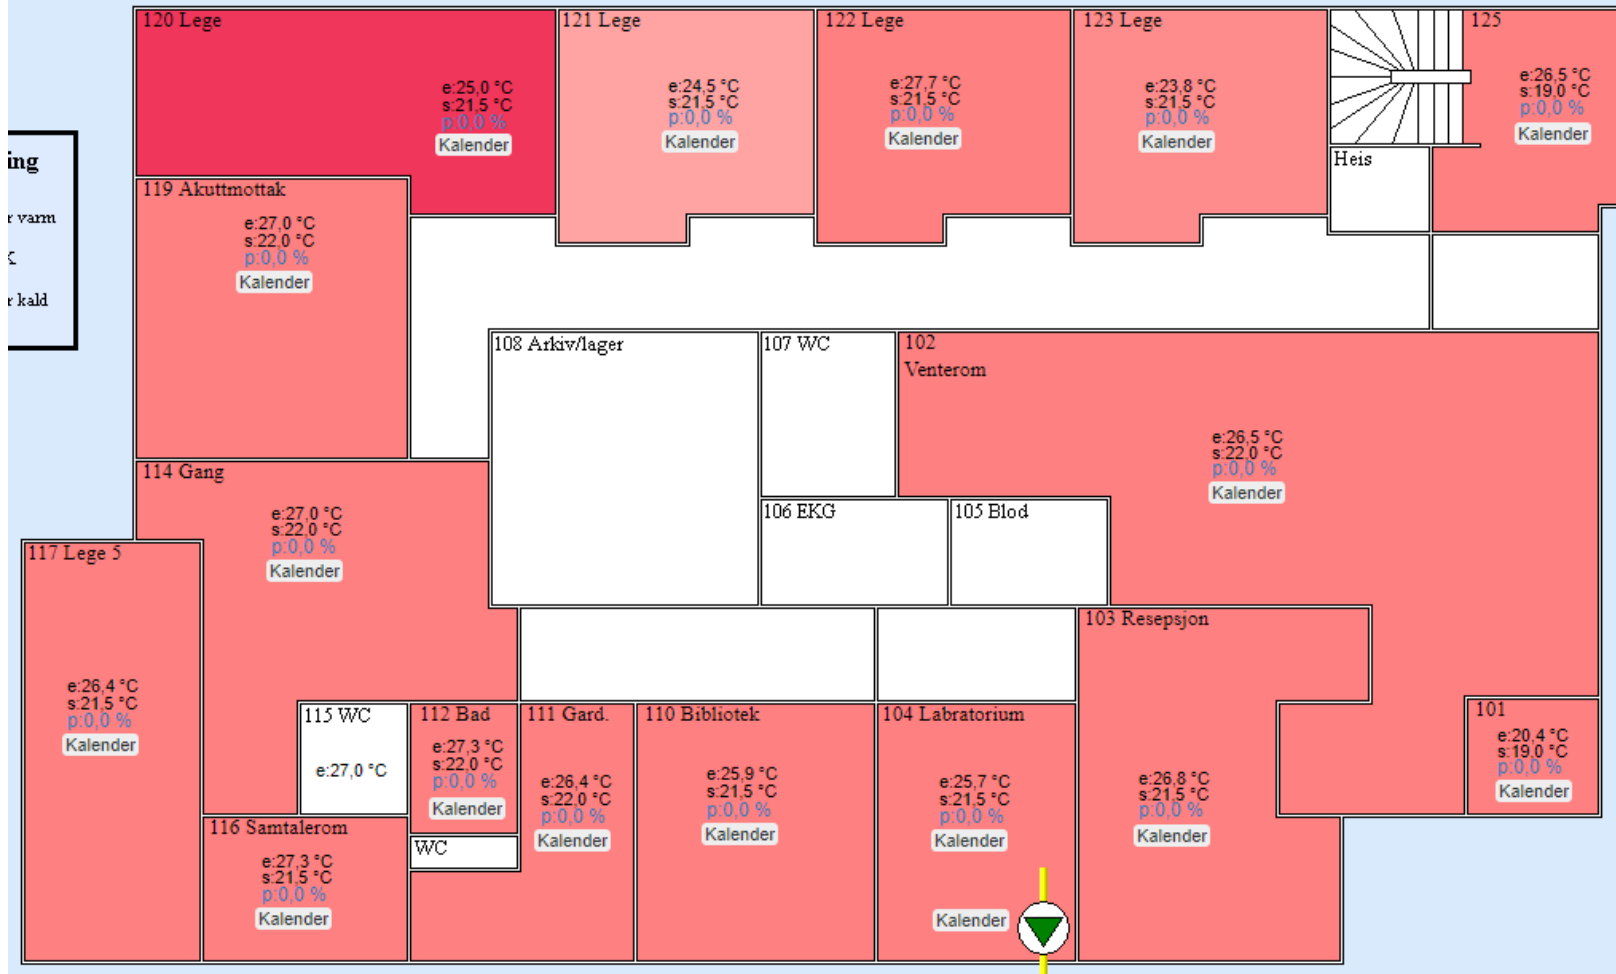 120 Lege
e:25,0 °C
s:21,5 °C
p:0,0 %
Kalender
121 Lege
e:24,5 °C
s:21,5 °C
p:0,0 %
Kalender
122 Lege
e:27,7 °C
s:21,5 °C
p:0,0 %
Kalender
123 Lege
e:23,8 °C
s:21,5 °C
p:0,0 %
Kalender
125
e:26,5 °C
s:19,0 °C
p:0,0 %
Kalender
Heis
ing
r varm
K
r kald
119 Akuttmottak
e:27,0 °C
s:22,0 °C
p:0,0 %
Kalender
108 Arkiv/lager
107 WC
102
Venterom
e:26,5 °C
s:22,0 °C
p:0,0 %
Kalender
114 Gang
e:27,0 °C
s:22,0 °C
p:0,0 %
Kalender
106 EKG
105 Blod
117 Lege 5
e:26,4 °C
s:21,5 °C
p:0,0 %
Kalender
103 Resepsjon
e:26,8 °C
s:21,5 °C
p:0,0 %
Kalender
115 WC
e:27,0 °C
112 Bad
e:27,3 °C
s:22,0 °C
p:0,0 %
Kalender
WC
111 Gard.
e:26,4 °C
s:22,0 °C
p:0,0 %
Kalender
110 Bibliotek
e:25,9 °C
s:21,5 °C
p:0,0 %
Kalender
104 Labratorium
e:25,7 °C
s:21,5 °C
p:0,0 %
Kalender
Kalender
101
e:20,4 °C
s:19,0 °C
p:0,0 %
Kalender
116 Samtalerom
e:27,3 °C
s:21,5 °C
p:0,0 %
Kalender